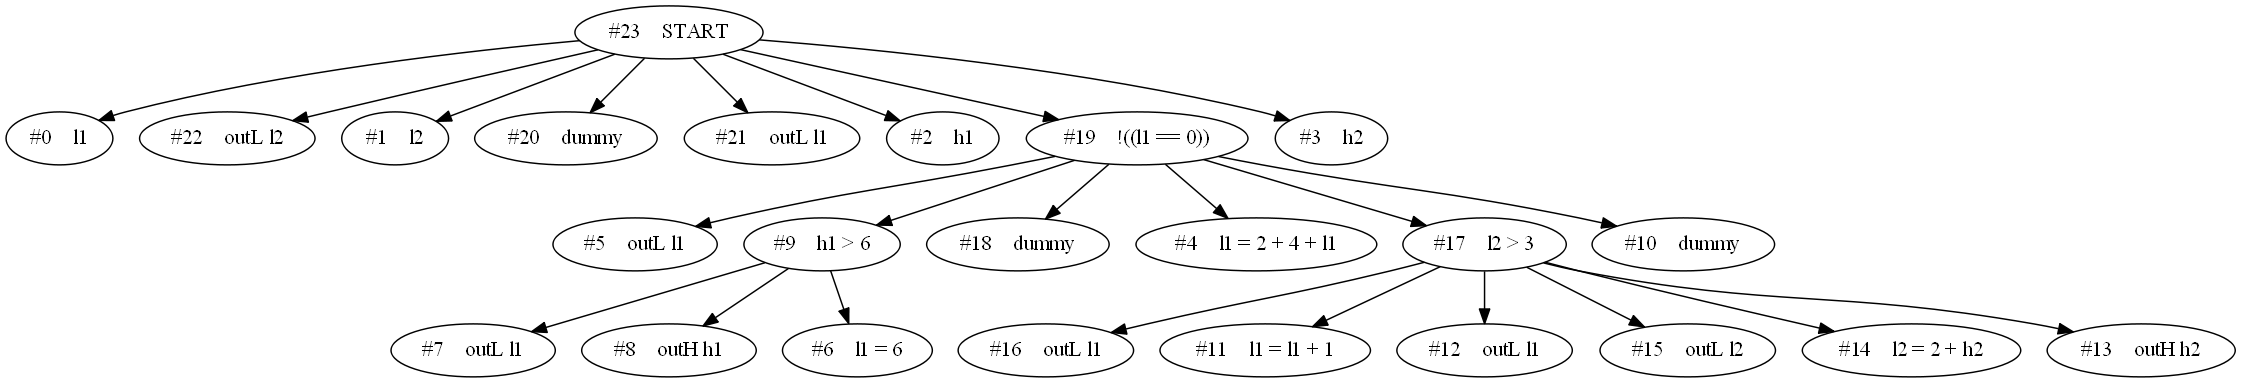 #23 START
#0 l1
#22 outL l2
#1 l2
#20 dummy
#21 outL l1
#2 h1
#19 !((l1 == 0))
#3 h2
#5 outL l1
#9 h1 > 6
#18 dummy
#4 l1 = 2 + 4 + l1
#17 l2 > 3
#10 dummy
#7 outL l1
#8 outH h1
#6 l1 = 6
#16 outL l1
#11 l1 = l1 + 1
#12 outL l1
#15 outL l2
#14 l2 = 2 + h2
#13 outH h2